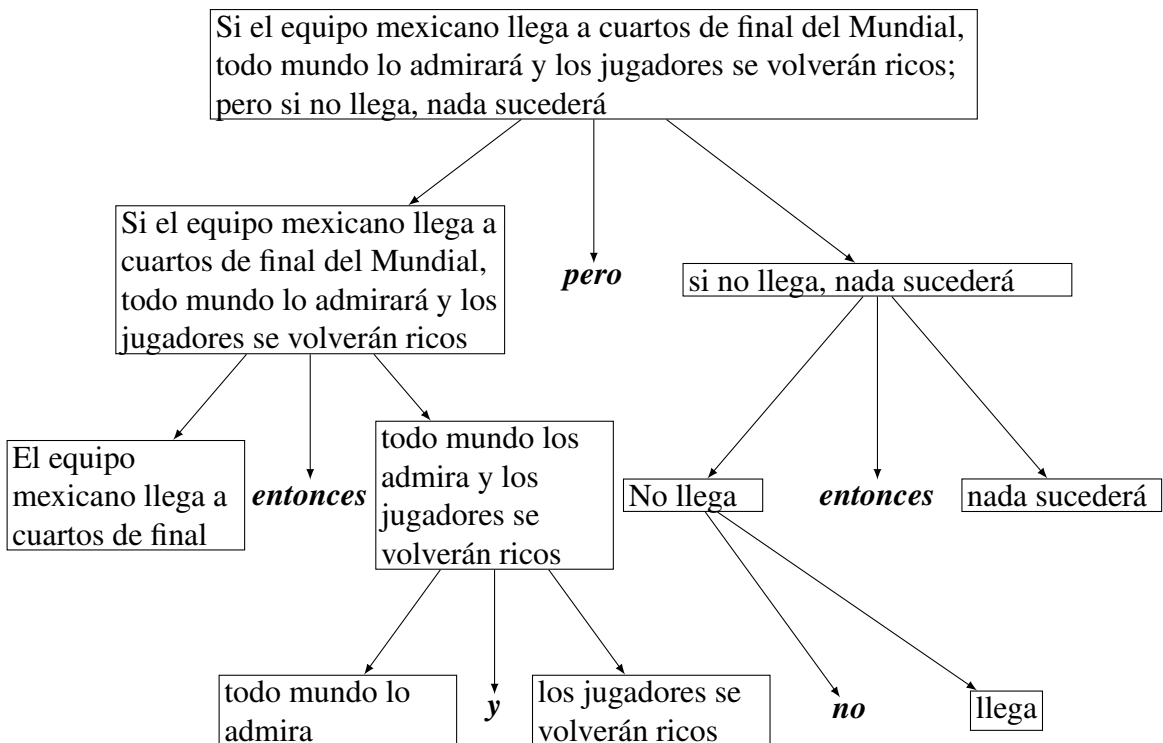 Si el equipo mexicano llega a cuartos de final del Mundial,
todo mundo lo admirará y los jugadores se volverán ricos;
pero si no llega, nada sucederá
Si el equipo mexicano llega a
cuartos de final del Mundial,
todo mundo lo admirará y los
jugadores se volverán ricos
pero
si no llega, nada sucederá
El equipo
mexicano llega a
cuartos de final
entonces
todo mundo los
admira y los
jugadores se
volverán ricos
No llega
entonces
nada sucederá
todo mundo lo
admira
y
los jugadores se
volverán ricos
no
llega